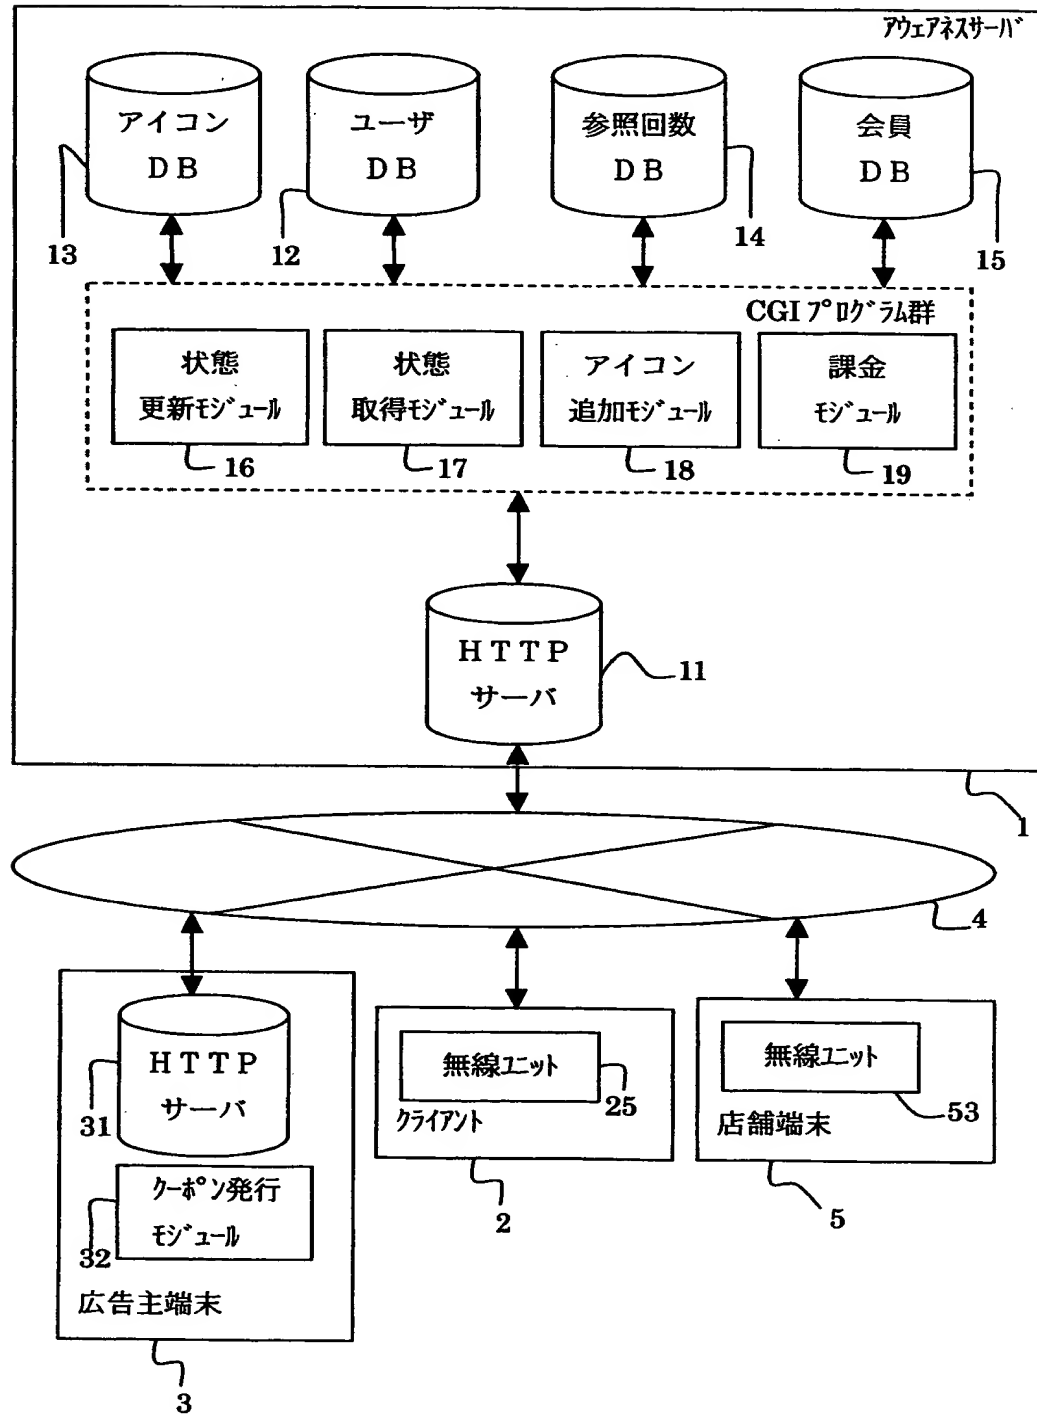 アウェアネスサーバ
アイコン
DB
ユーザ
DB
参照回数
DB
会員
DB
13
12
14
15
CGIプログラム群
状態
更新モジュール
状態
取得モジュール
アイコン
追加モジュール
課金
モジュール
16
17
18
19
HTTP
サーバ
11
1
4
HTTP
サーバ
31
クーポン発行
モジュール
32
広告主端末
3
無線ユニット
25
クライアント
2
無線ユニット
53
店舗端末
5